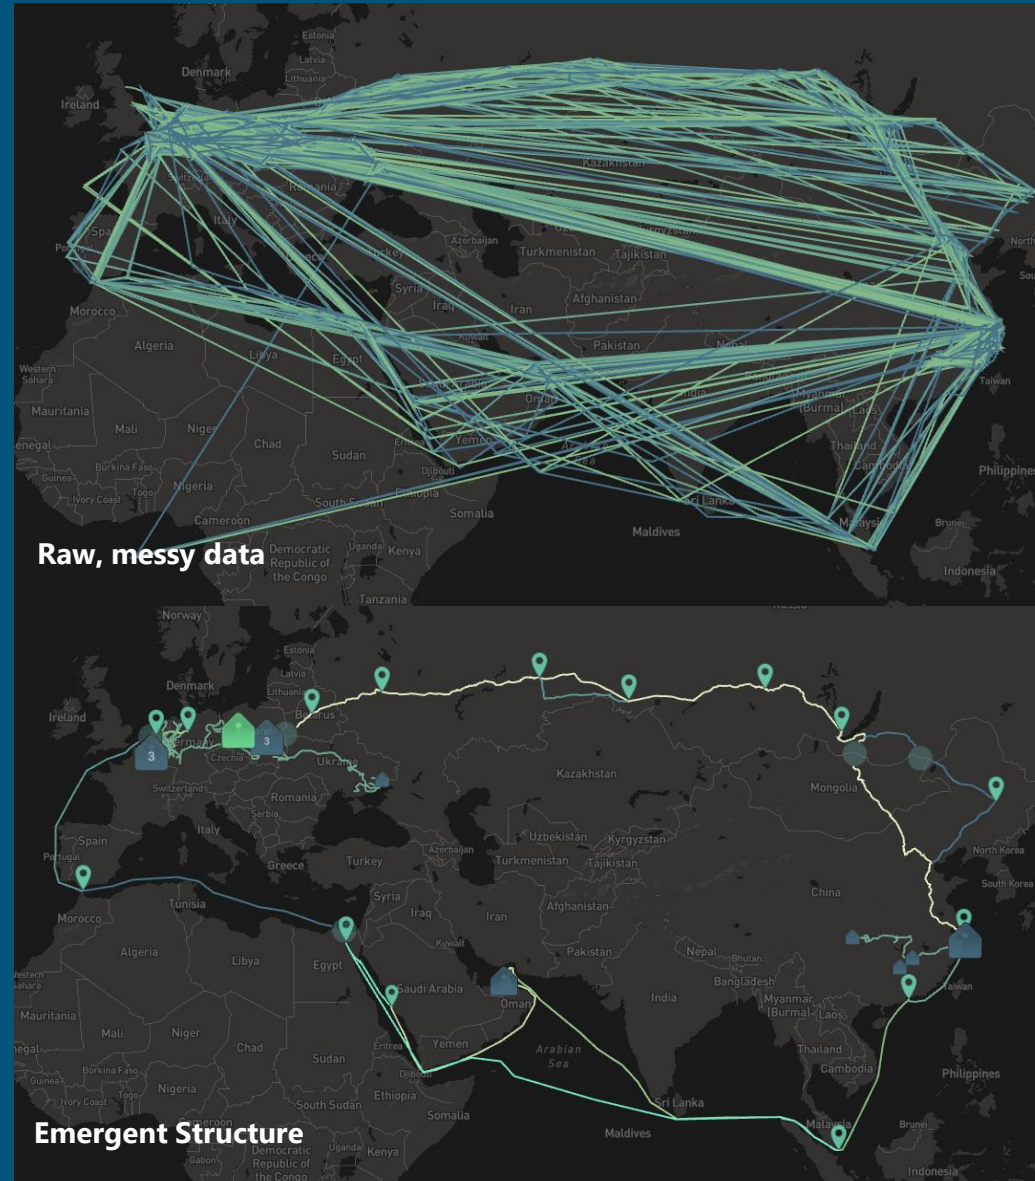 Norway
Estonia
Latvia
Denmark
Lithuania
Ireland
Kazakhstan
Romania
Italy
Portugal
Greece
Turkey
Azerbaijan
Turkmenistan
Tajikistan
Syria
Iraq
Iran
Afghanistan
Morocco
Algeria
Libya
Egypt
Kuwait
Pakistan
Nepal
Western
Sahara
Oman
Taiwan
Mauritania
Mali
Niger
Chad
Sudan
Eritrea
Yemen
Laos
Thailand
Cambodia
Philippines
Burkina Faso
Guinea
Togo
Ivory Coast
Nigeria
Djibouti
Ethiopia
South Sudan
Somalia
Sri Lanka
Maldives
Malaysia
Brunei
Cameroon
Raw, messy data
Democratic
Republic of
the Congo
Uganda
Kenya
Tanzania
Indonesia
Norway
Estonia
Latvia
Denmark
Lithuania
Ireland
Belarus
Germany
3
3
Czechia
Ukraine
Switzerland
Romania
Kazakhstan
Mongolia
Serbia
Italy
Spain
Portugal
Greece
Turkey
Azerbaijan
Uzbekistan
Kyrgyzstan
Turkmenistan
Tajikistan
North Korea
South Korea
China
Morocco
Tunisia
Syria
Iraq
Iran
Afghanistan
Algeria
Libya
Egypt
Kuwait
Pakistan
Nepal
Bhutan
Bangladesh
Western
Sahara
Saudi Arabia
Oman
India
Myanmar
(Burma)
Laos
Taiwan
Mauritania
Mali
Niger
Chad
Sudan
Eritrea
Yemen
Arabian
Sea
Thailand
Cambodia
Philippines
Guinea
Burkina Faso
Togo
Ivory Coast
Nigeria
Djibouti
Ethiopia
South Sudan
Somalia
Sri Lanka
Maldives
Malaysia
Brunei
Emergent Structure
Gabon
Democratic
Republic of
the Congo
Uganda
Kenya
Indonesia